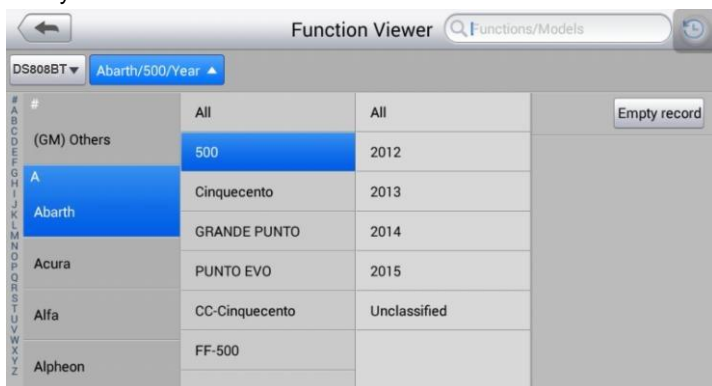 Function Viewer
Functions/Models
DS808BT
Abarth/500/Year
#
A
B
C
D
E
F
G
H
I
J
K
L
M
N
O
P
Q
R
S
T
U
V
W
X
Y
Z
#
(GM) Others
A
Abarth
Acura
Alfa
Alpheon
All
500
Cinquecento
GRANDE PUNTO
PUNTO EVO
CC-Cinquecento
FF-500
All
2012
2013
2014
2015
Unclassified
Empty record